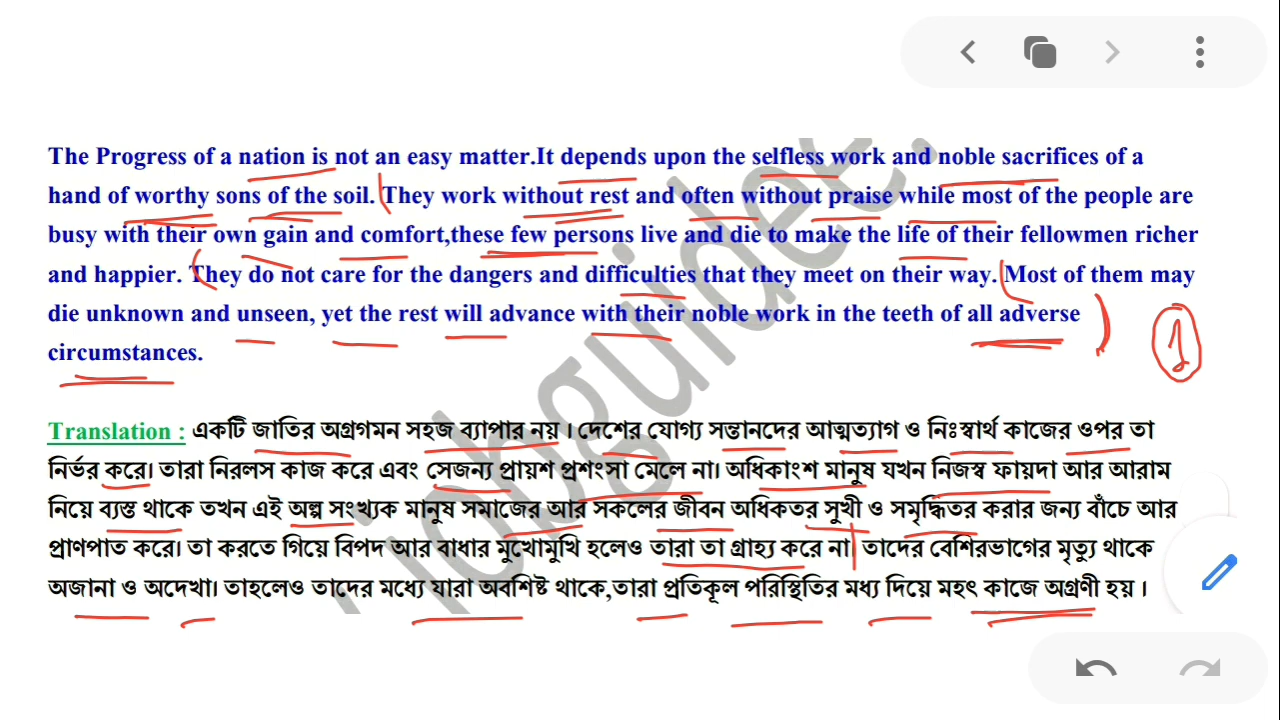 The Progress of a nation is not an easy matter.It depends upon the selfless work and noble sacrifices of a
hand of worthy sons of the soil. They work without rest and often without praise while most of the people are
busy with their own gain and comfort,these few persons live and die to make the life of their fellowmen richer
and happier. They do not care for the dangers and difficulties that they meet on their way. Most of them may
die unknown and unseen, yet the rest will advance with their noble work in the teeth of all adverse
circumstances.
1
Translation : একটি জাতির অগ্রগমন সহজ ব্যাপার নয়। দেশের যোগ্য সন্তানদের আত্মত্যাগ ও নিঃস্বার্থ কাজের ওপর তা
নির্ভর করে। তারা নিরলস কাজ করে এবং সেজন্য প্রায়শ প্রশংসা মেলে না। অধিকাংশ মানুষ যখন নিজস্ব ফায়দা আর আরাম
নিয়ে ব্যস্ত থাকে তখন এই অল্প সংখ্যক মানুষ সমাজের আর সকলের জীবন অধিকতর সুখী ও সমৃদ্ধিতর করার জন্য বাঁচে আর
প্রাণপাত করে। তা করতে গিয়ে বিপদ আর বাধার মুখোমুখি হলেও তারা তা গ্রাহ্য করে না। তাদের বেশিরভাগের মৃত্যু থাকে
অজানা ও অদেখা। তাহলেও তাদের মধ্যে যারা অবশিষ্ট থাকে,তারা প্রতিকূল পরিস্থিতির মধ্য দিয়ে মহৎ কাজে অগ্রণী হয়।
jobguidee.